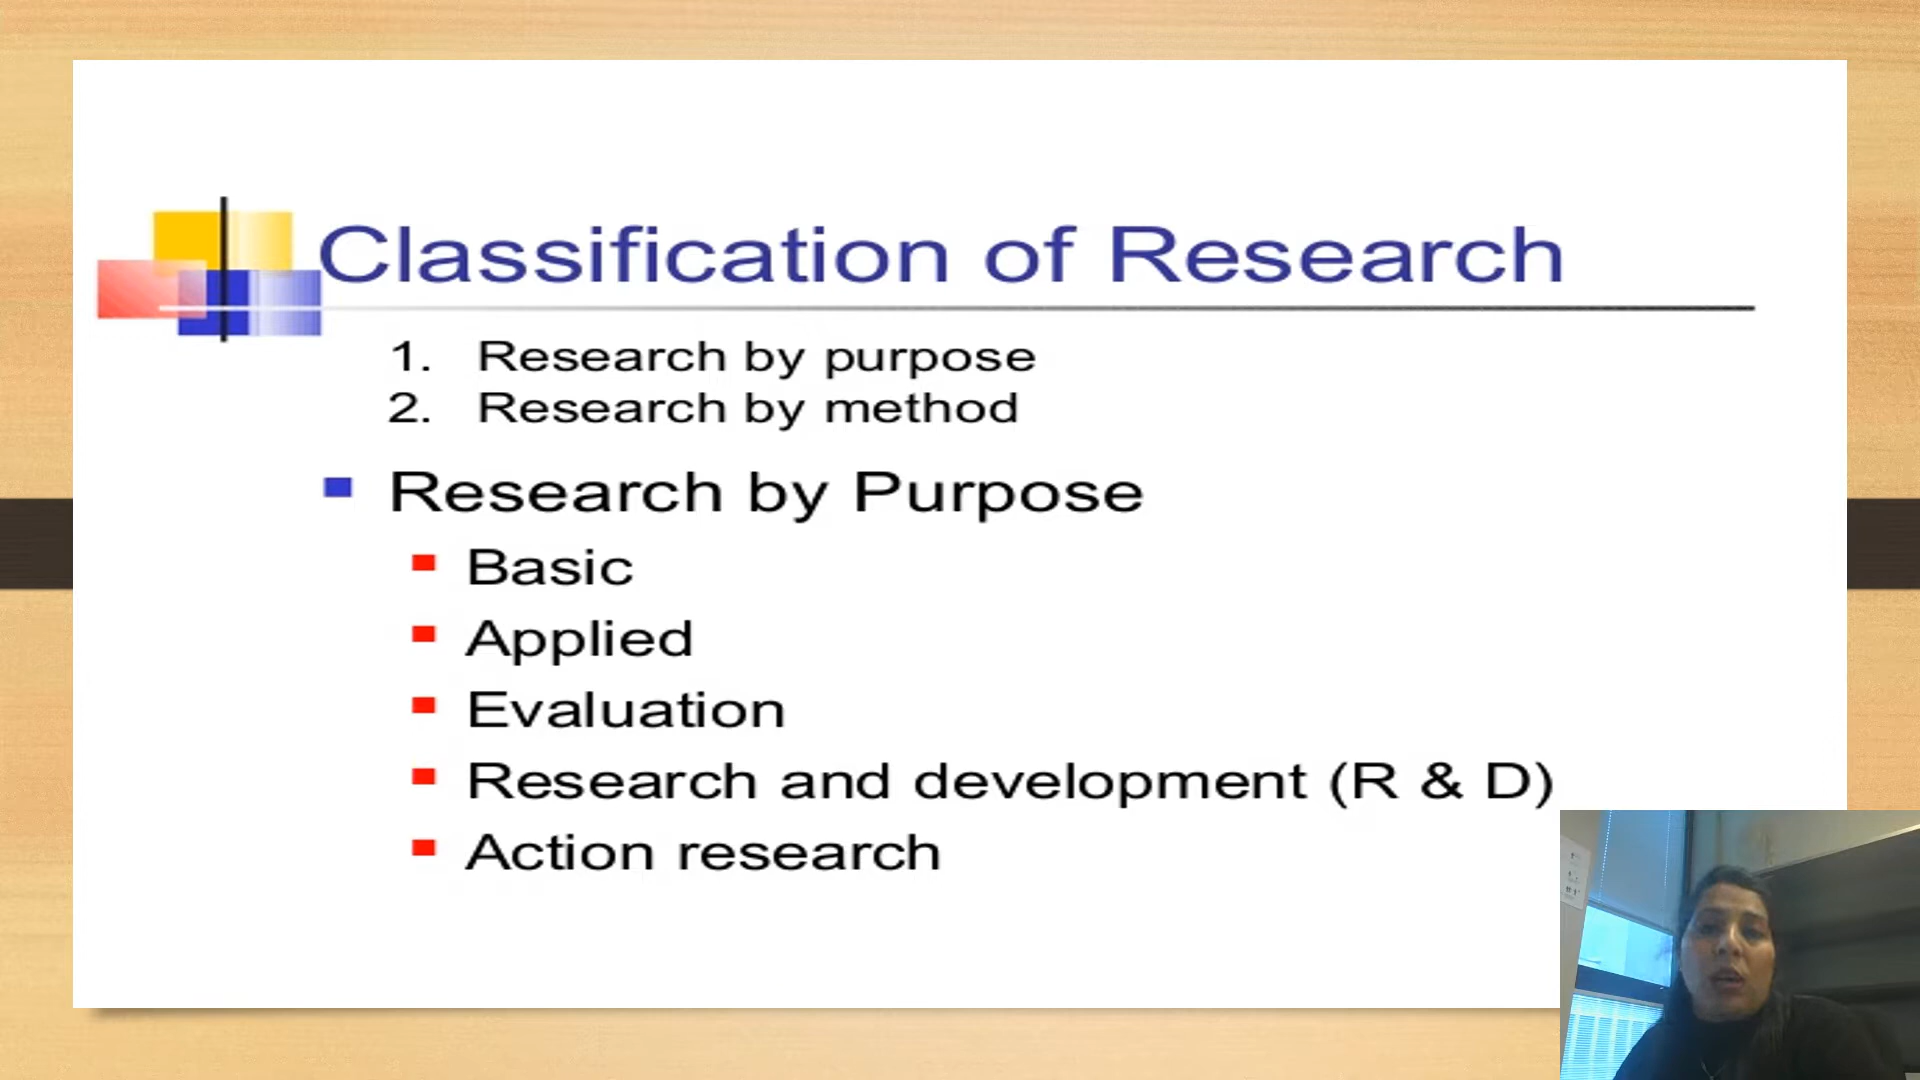 Classification of Research
1. Research by purpose
2. Research by method
Research by Purpose
Basic
Applied
Evaluation
Research and development (R & D)
Action research